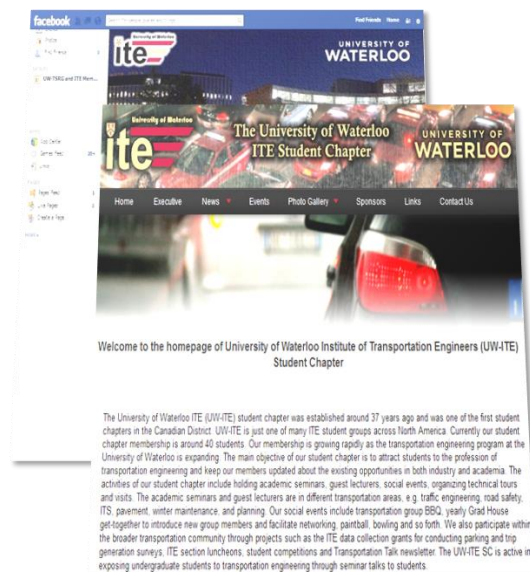 facebook
Find Friends Home
University of Waterloo
ite
UNIVERSITY OF
WATERLOO
UW-TSRG and ITE Mem...
Games Feed
Pages Feed
Like Pages
Create a Page
University of Waterloo
ite
The University of Waterloo
ITE Student Chapter
UNIVERSITY OF
WATERLOO
Home Executive News Events Photo Gallery Sponsors Links Contact Us
Welcome to the homepage of University of Waterloo Institute of Transportation Engineers (UW-ITE)
Student Chapter
The University of Waterloo ITE (UW-ITE) student chapter was established around 37 years ago and was one of the first student
chapters in the Canadian District. UW-ITE is just one of many ITE student groups across North America. Currently our student
chapter membership is around 40 students. Our membership is growing rapidly as the transportation engineering program at the
University of Waterloo is expanding. The main objective of our student chapter is to attract students to the profession of
transportation engineering and keep our members updated about the existing opportunities in both industry and academia. The
activities of our student chapter include holding academic seminars, guest lecturers, social events, organizing technical tours
and visits. The academic seminars and guest lecturers are in different transportation areas, e.g. traffic engineering, road safety,
ITS, pavement, winter maintenance, and planning. Our social events include transportation group BBQ, yearly Grad House
get-together to introduce new group members and facilitate networking, paintball, bowling and so forth. We also participate within
the broader transportation community through projects such as the ITE data collection grants for conducting parking and trip
generation surveys, ITE section luncheons, student competitions and Transportation Talk newsletter. The UW-ITE SC is active in
exposing undergraduate students to transportation engineering through seminar talks to students.